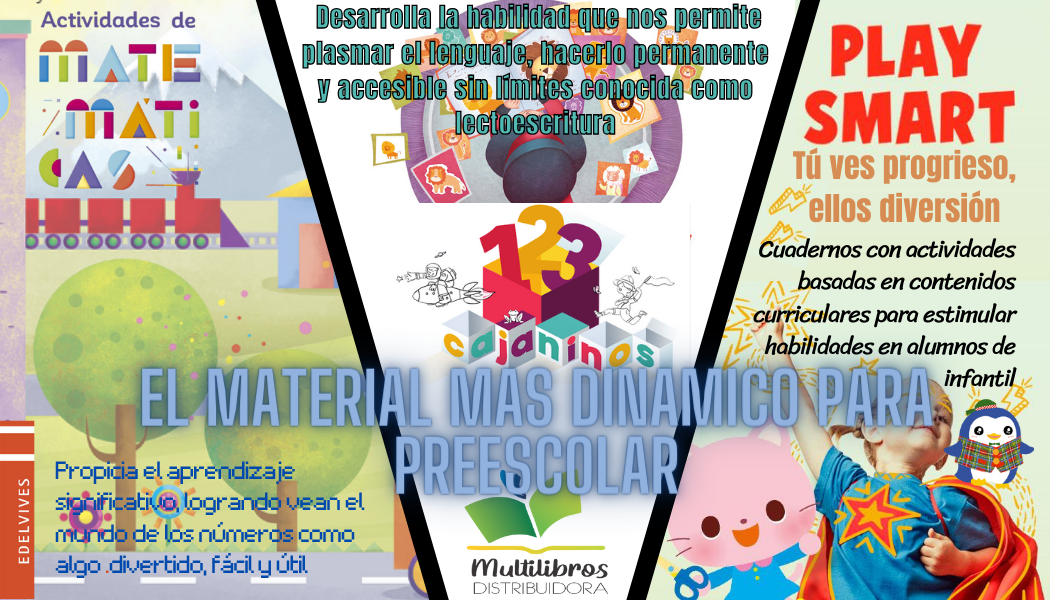 Actividades de
MATE
MÁTI
CAS
Propicia el aprendizaje
significativo, logrando vean el
mundo de los números como
algo .divertido, fácil y útil
EDELVIVES
Desarrolla la habilidad que nos permite
plasmar el lenguaje, hacerlo permanente
y accesible sin límites conocida como
lectoescritura
123
cajaninos
EL MATERIAL MAS DINAMICO PARA
PREESCOLAR
Multilibros
DISTRIBUIDORA
PLAY
SMART
Tú ves progrieso,
ellos diversión
Cuadernos con actividades
basadas en contenidos
curriculares para estimular
habilidades en alumnos de
infantil